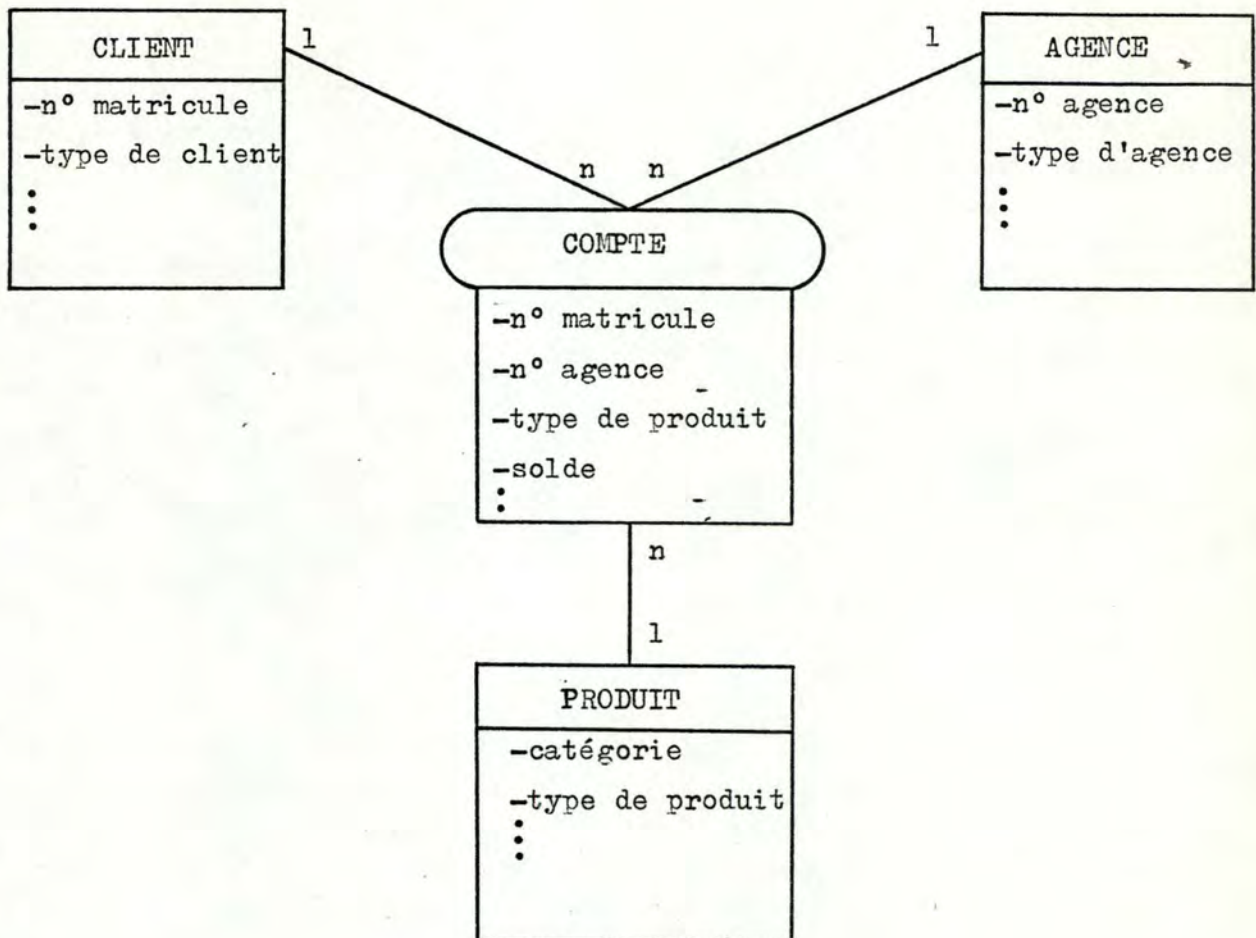 CLIENT
-n° matricule
-type de client
1
1
AGENCE
-n° agence
-type d'agence
n
n
COMPTE
-n° matricule
-n° agence
-type de produit
-solde
n
1
PRODUIT
-catégorie
-type de produit